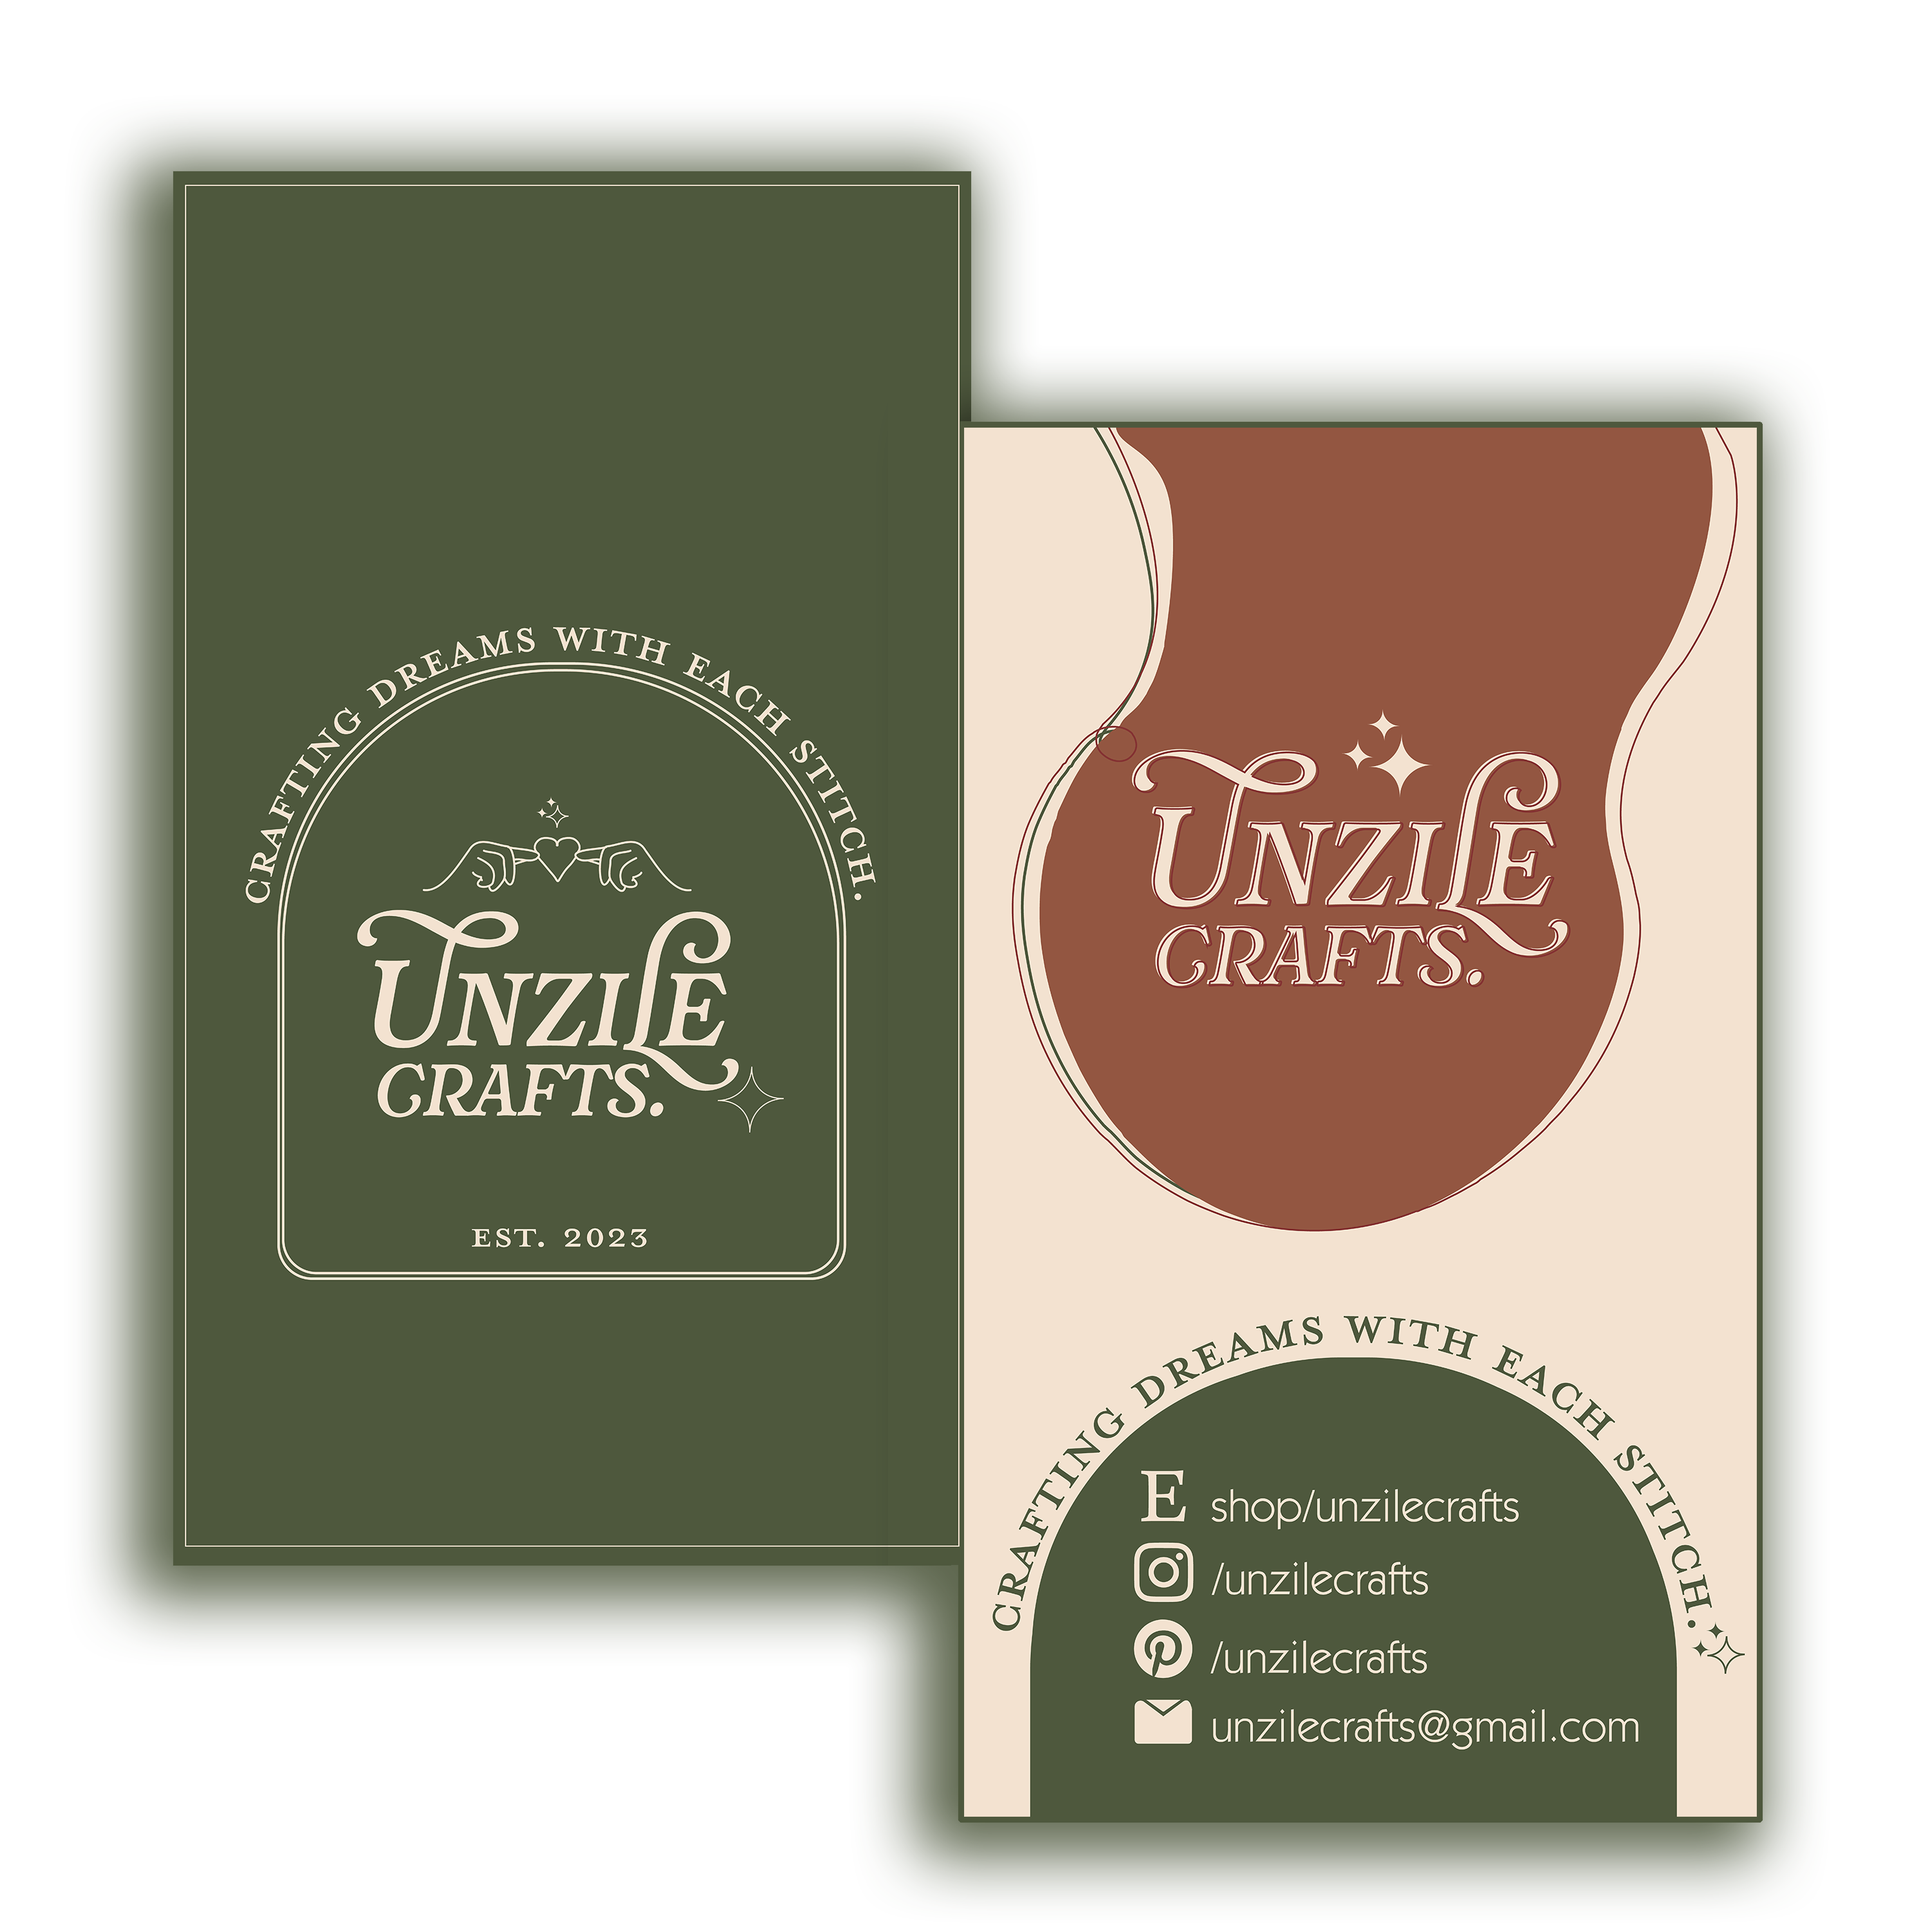 CRAFTING DREAMS WITH EACH STITCH.
UNZILE
CRAFTS.
EST. 2023
UNZILE
CRAFTS.
CRAFTING DREAMS WITH EACH STITCH.
E shop/unzilecrafts
/unzilecrafts
/unzilecrafts
unzilecrafts@gmail.com